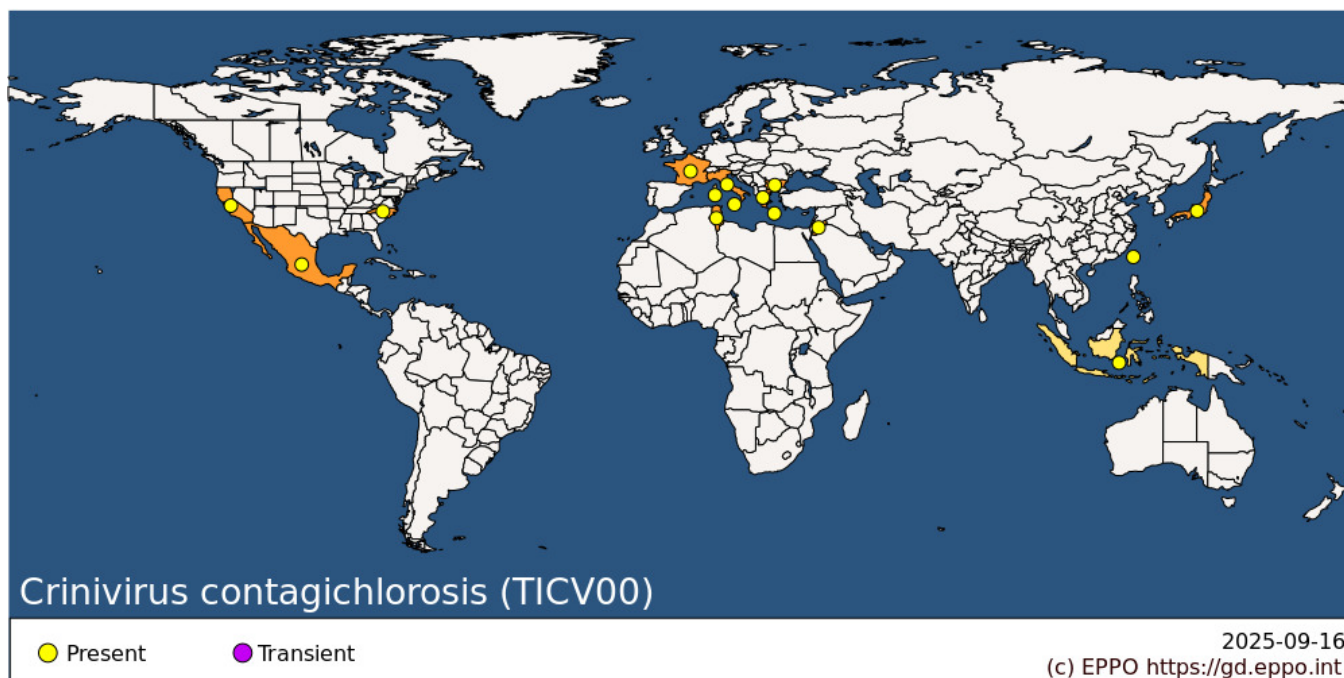 Crinivirus contagichlorosis (TICV00)
Present
Transient
2025-09-16
(c) EPPO https://gd.eppo.int